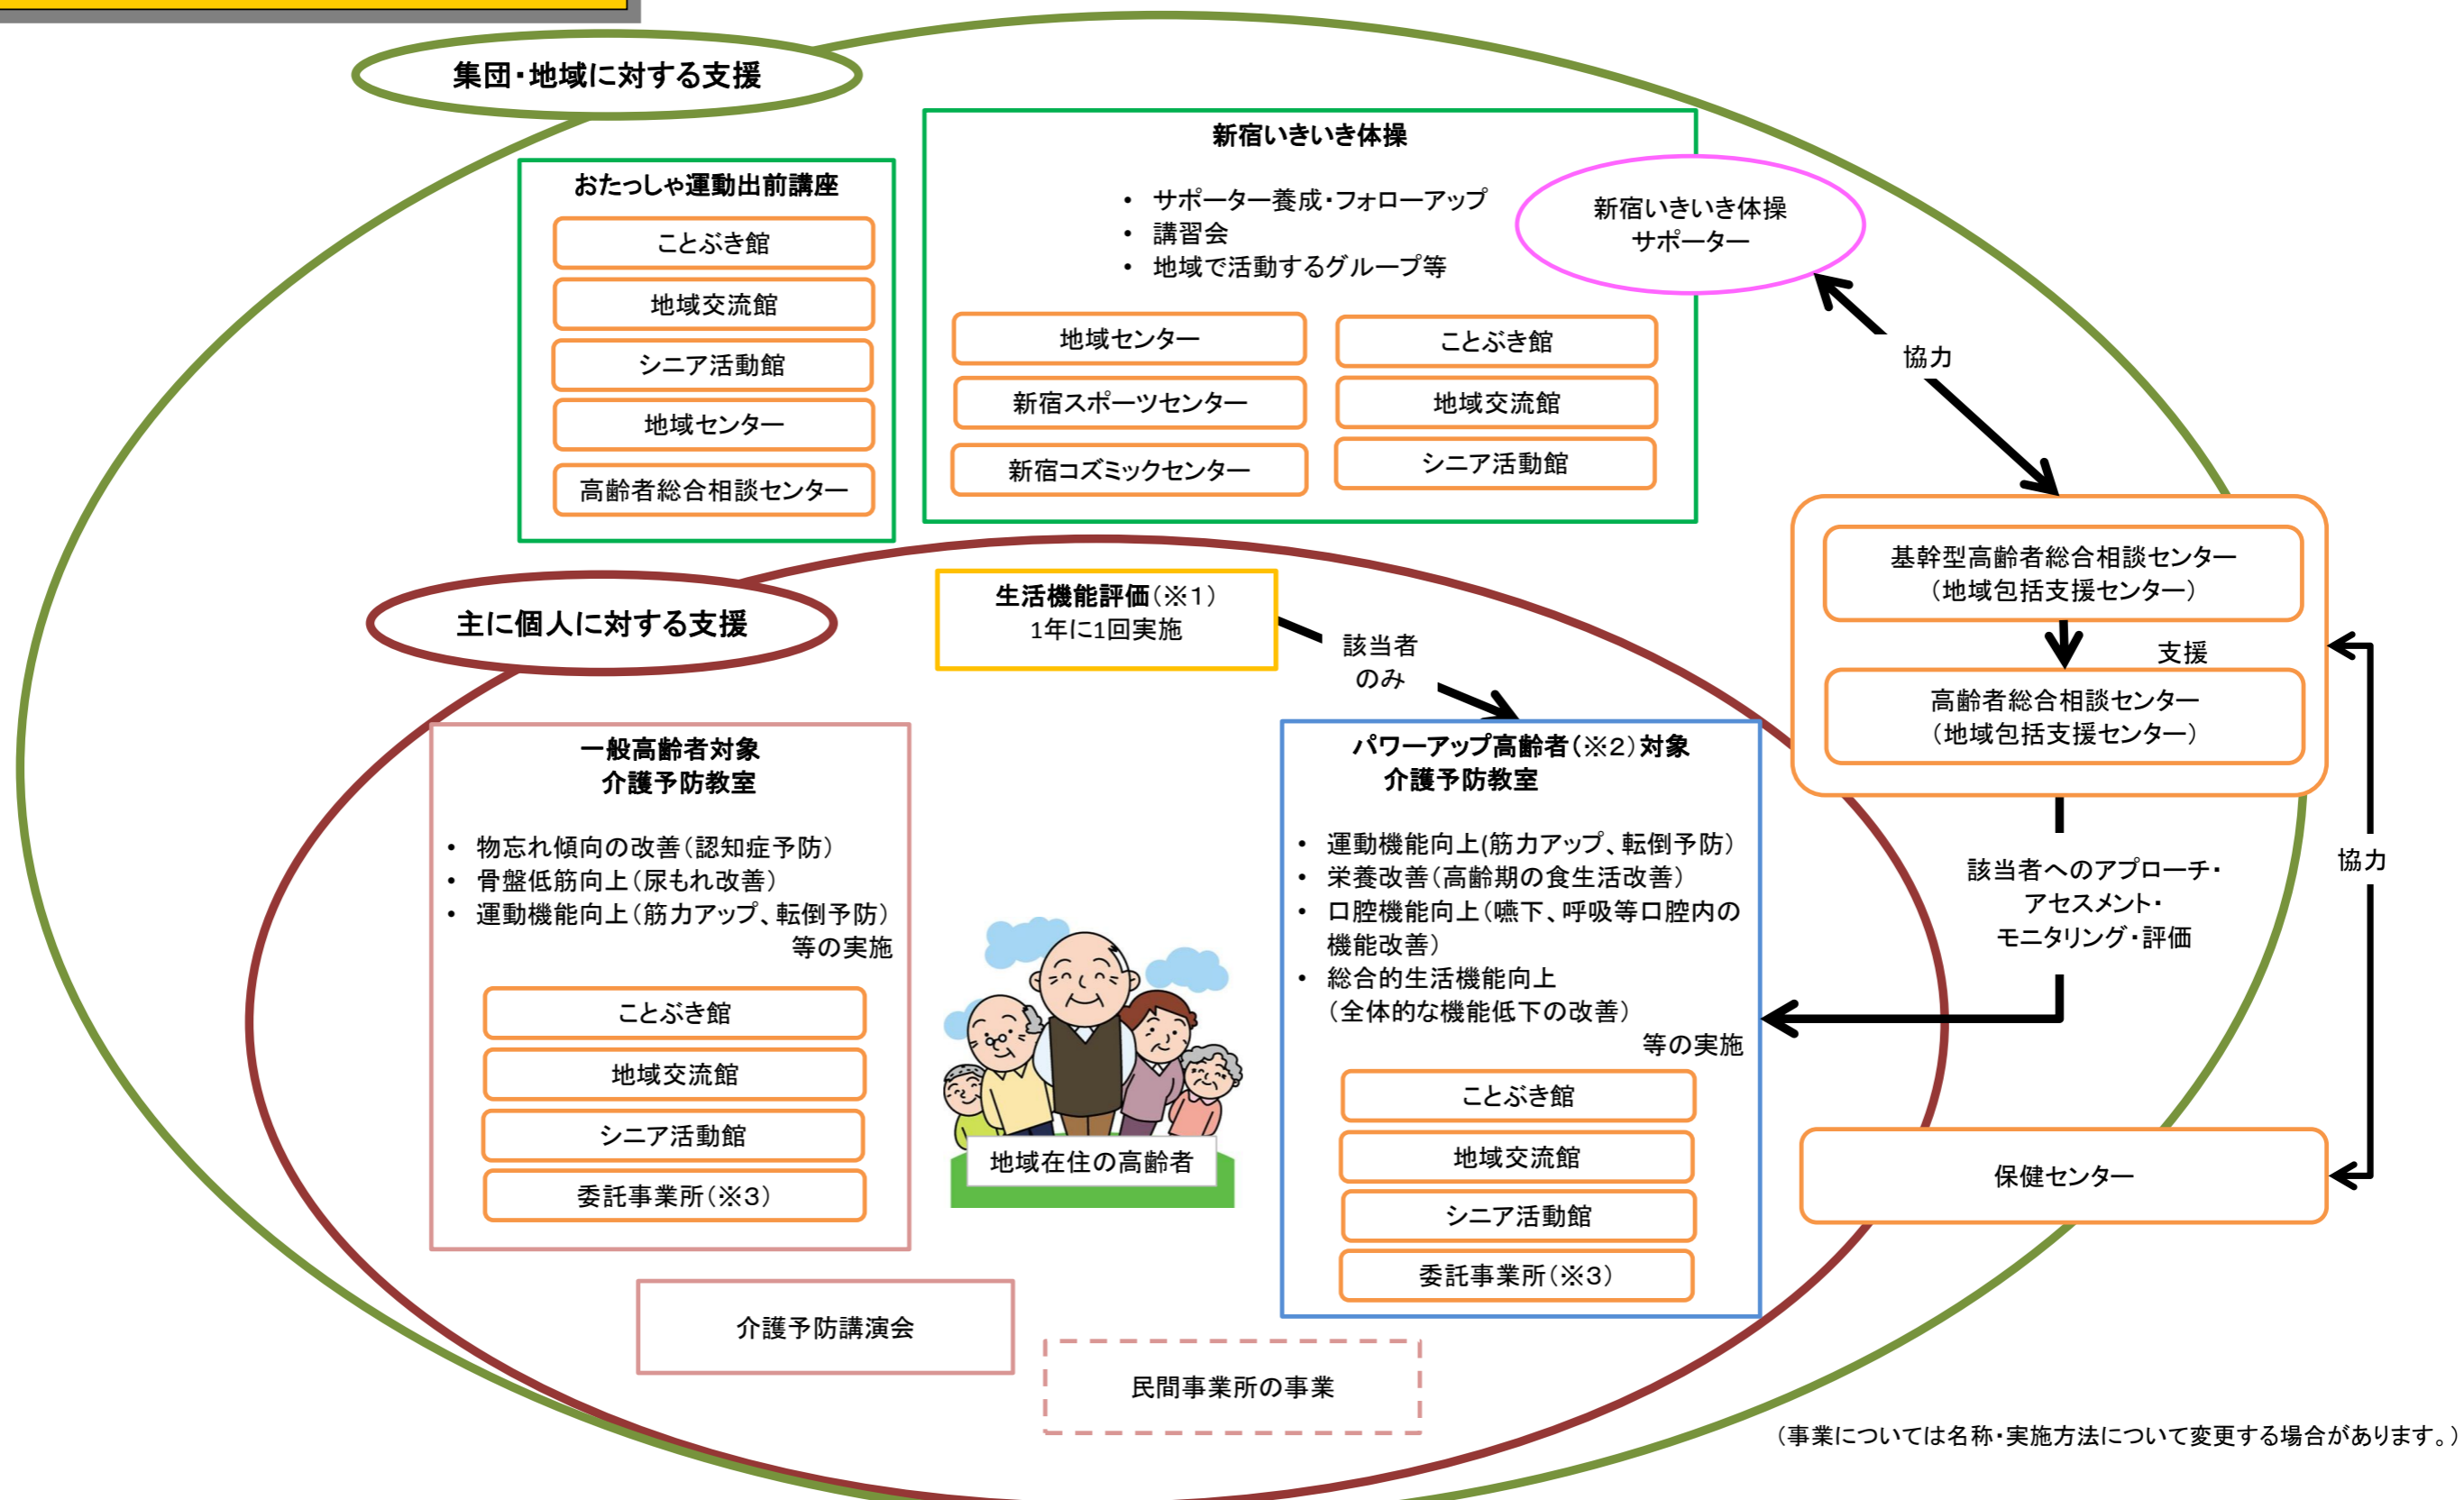 集団・地域に対する支援
おたっしゃ運動出前講座
ことぶき館
地域交流館
シニア活動館
地域センター
高齢者総合相談センター
新宿いきいき体操
• サポーター養成・フォローアップ
• 講習会
• 地域で活動するグループ等
地域センター
新宿スポーツセンター
新宿コズミックセンター
ことぶき館
地域交流館
シニア活動館
新宿いきいき体操
サポーター
協力
基幹型高齢者総合相談センター
（地域包括支援センター）
支援
高齢者総合相談センター
（地域包括支援センター）
主に個人に対する支援
生活機能評価（※1）
1年に1回実施
該当者
のみ
一般高齢者対象
介護予防教室
• 物忘れ傾向の改善（認知症予防）
• 骨盤低筋向上（尿もれ改善）
• 運動機能向上（筋力アップ、転倒予防）
等の実施
ことぶき館
地域交流館
シニア活動館
委託事業所（※3）
地域在住の高齢者
パワーアップ高齢者（※2）対象
介護予防教室
• 運動機能向上(筋力アップ、転倒予防）
• 栄養改善（高齢期の食生活改善）
• 口腔機能向上（嚥下、呼吸等口腔内の
機能改善）
• 総合的生活機能向上
（全体的な機能低下の改善）
等の実施
ことぶき館
地域交流館
シニア活動館
委託事業所（※3）
該当者へのアプローチ・
アセスメント・
モニタリング・評価
協力
保健センター
介護予防講演会
民間事業所の事業
（事業については名称・実施方法について変更する場合があります。）